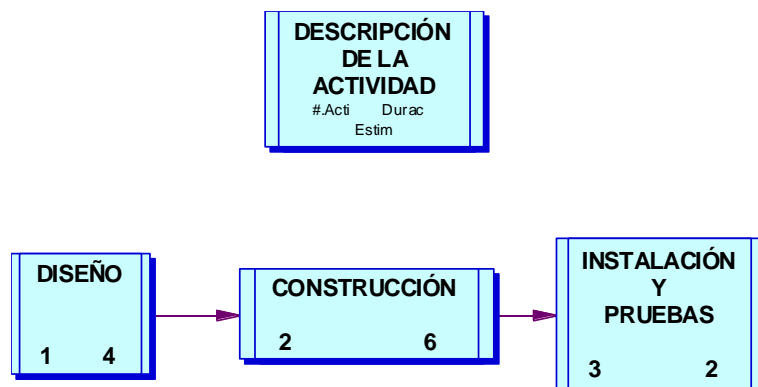 DESCRIPCIÓN
DE LA
ACTIVIDAD
#.Acti Durac
Estim
DISEÑO
1 4
CONSTRUCCIÓN
2 6
INSTALACIÓN
Y
PRUEBAS
3 2